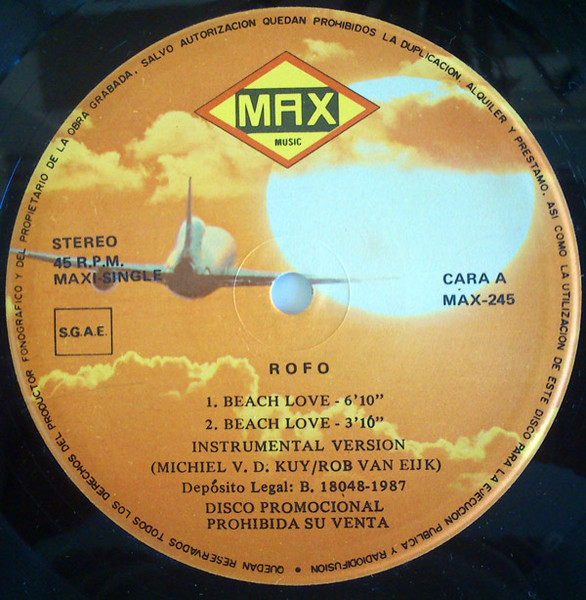 QUEDAN RESERVADOS TODOS LOS DERECHOS DEL PRODUCTOR FONOGRAFICO Y DEL PROPIETARIO DE LA OBRA GRABADA. SALVO AUTORIZACION QUEDAN PROHIBIDOS LA DUPLICACION, ALQUILER Y PRESTAMO. ASI COMO LA UTILIZACION DE ESTE DISCO PARA LA EJECUCION PUBLICA Y RADIODIFUSION •
MAX
MUSIC
STEREO
45 R.P.M.
MAXI-SINGLE
S.G.A.E.
CARA A
MAX-245
ROFO
1. BEACH LOVE - 6'10"
2. BEACH LOVE - 3'10"
INSTRUMENTAL VERSION
(MICHIEL V. D. KUY/ROB VAN EIJK)
Depósito Legal: B. 18048-1987
DISCO PROMOCIONAL
PROHIBIDA SU VENTA